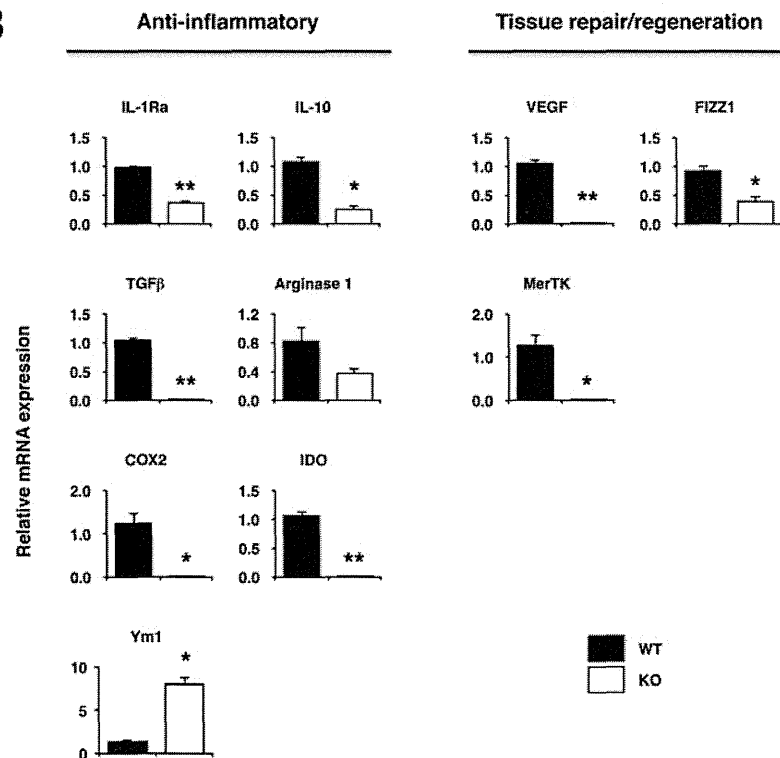 B
Anti-inflammatory
Tissue repair/regeneration
IL-1Ra
IL-10
VEGF
FIZZ1
1.5
1.0
0.5
0.0
**
1.5
1.0
0.5
0.0
*
1.5
1.0
0.5
0.0
**
1.5
1.0
0.5
0.0
*
TGFβ
Arginase 1
MerTK
1.5
1.0
0.5
0.0
**
1.2
0.8
0.4
0.0
2.0
1.0
0.0
*
Relative mRNA expression
COX2
IDO
2.0
1.0
0.0
*
1.5
1.0
0.5
0.0
**
Ym1
10
5
0
*
WT
KO